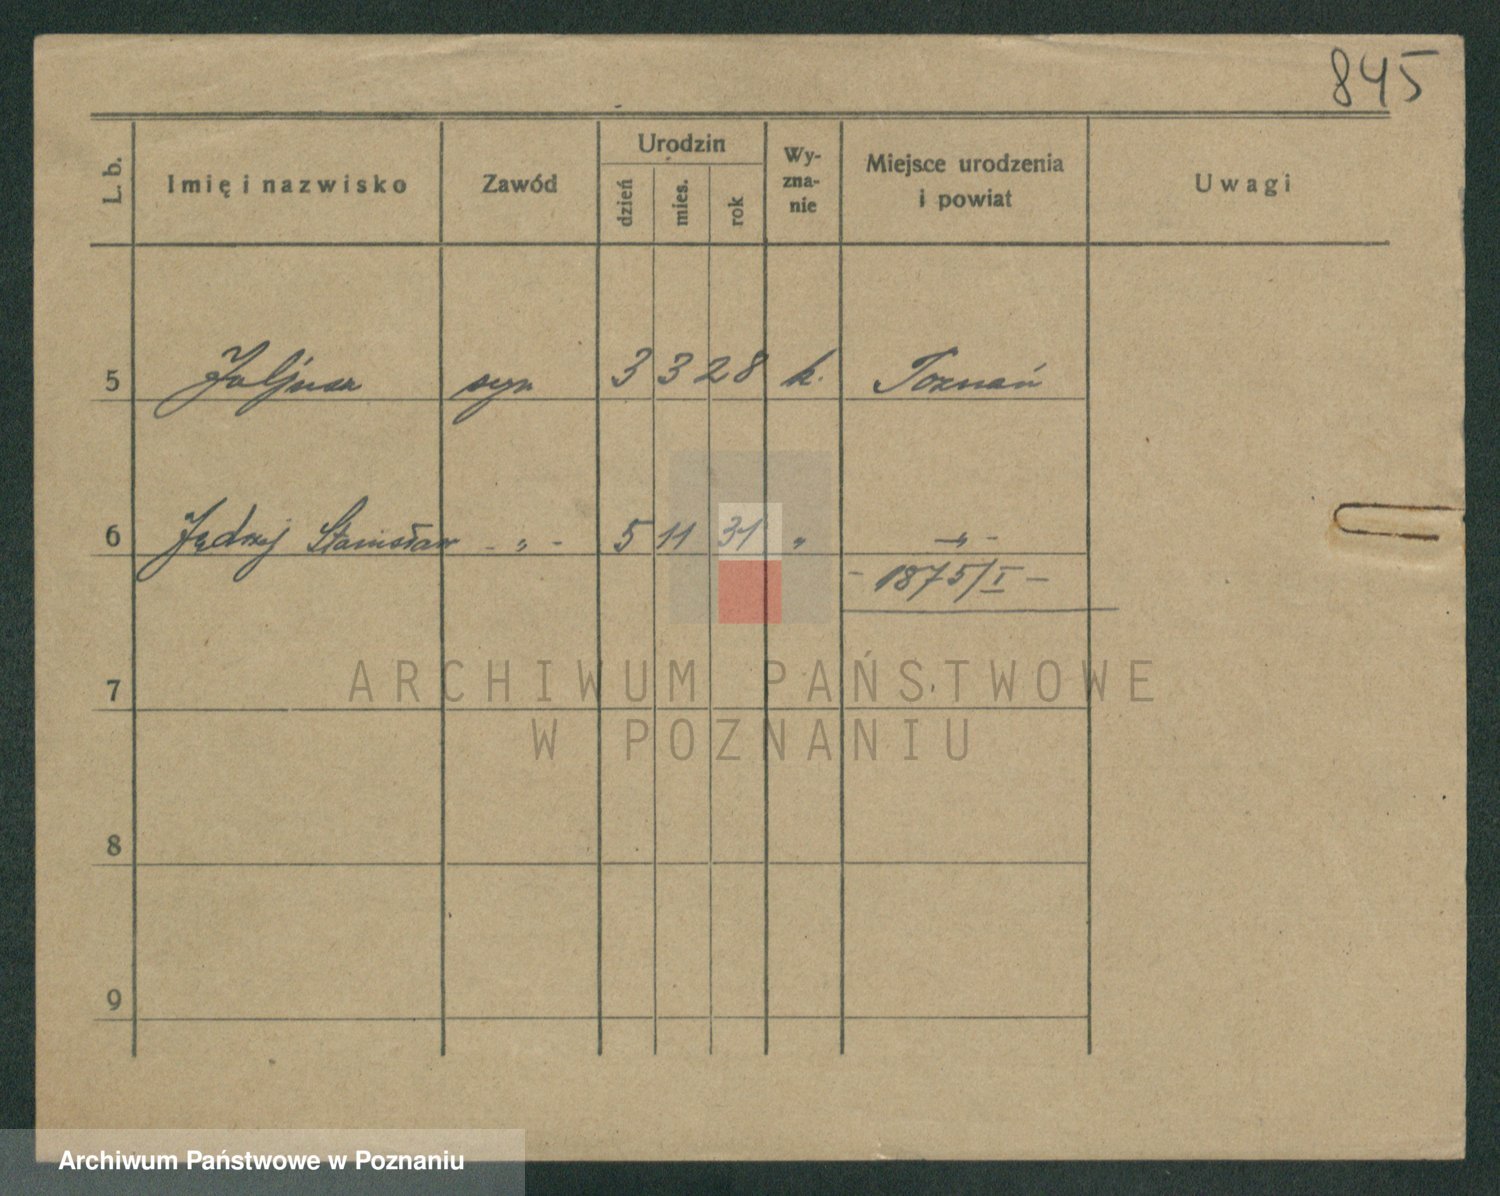 845
L. b.
Imię i nazwisko
Zawód
Urodzin
dzień
mies.
rok
Wy-
zna-
nie
Miejsce urodzenia
i powiat
Uwagi
5 syn 3 3 28 k. Poznań
6 Jędrzej Stanisław - „ - 5 11 31 „ - „ -
- 1875/I -
7
8
9
ARCHIWUM PAŃSTWOWE
W POZNANIU
Archiwum Państwowe w Poznaniu